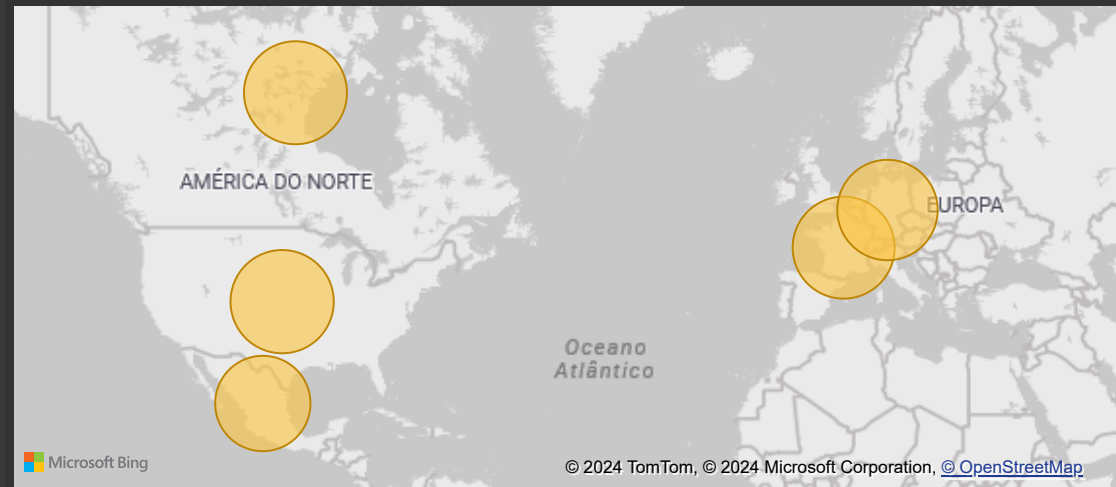 AMÉRICA DO NORTE
EUROPA
Oceano
Atlântico
Microsoft Bing
© 2024 TomTom, © 2024 Microsoft Corporation, © OpenStreetMap